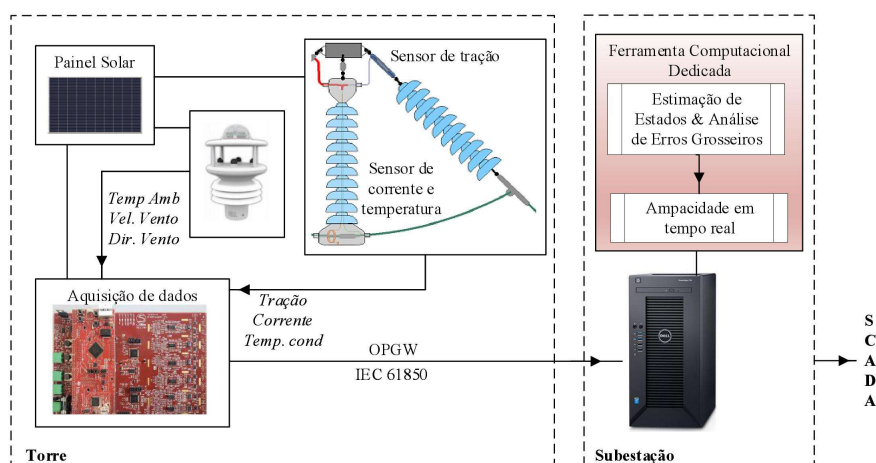 Painel Solar
Sensor de tração
Sensor de
corrente e
temperatura
Temp Amb
Vel. Vento
Dir. Vento
Aquisição de dados
Tração
Corrente
Temp. cond
OPGW
IEC 61850
Torre
Ferramenta Computacional
Dedicada
Estimação de
Estados & Análise
de Erros Grosseiros
Ampacidade em
tempo real
DELL
Subestação
S
C
A
D
A